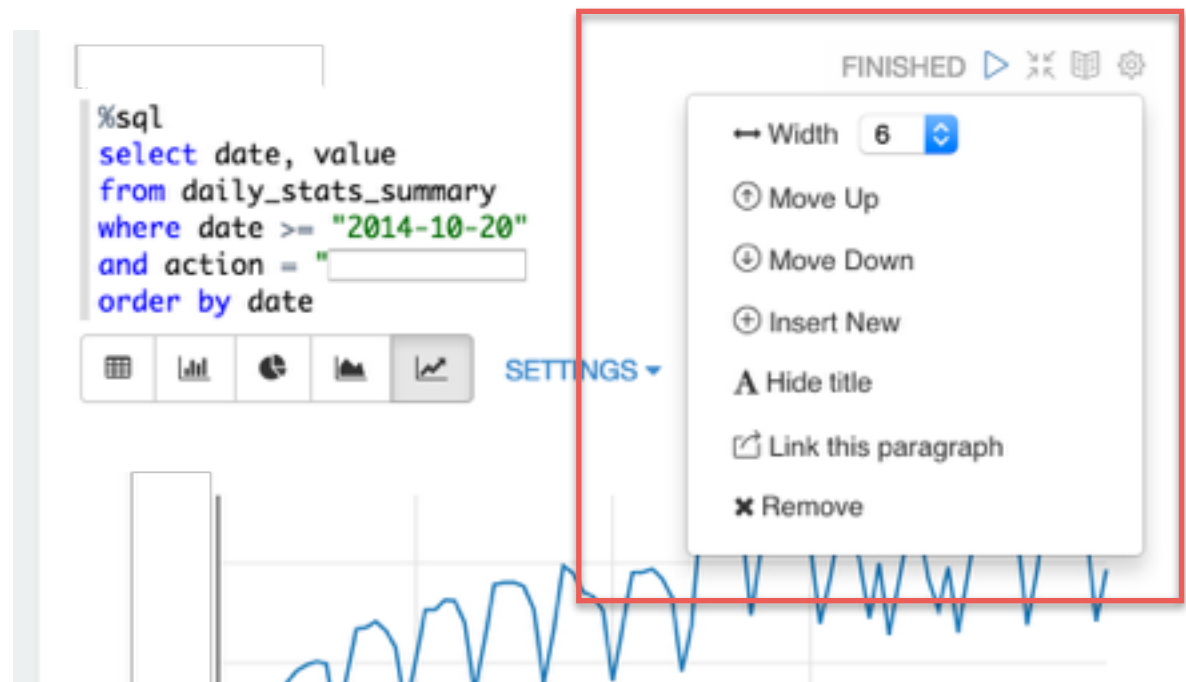 FINISHED
%sql
select date, value
from daily_stats_summary
where date >= "2014-10-20"
and action = "
order by date
SETTINGS
Width 6
Move Up
Move Down
Insert New
Hide title
Link this paragraph
Remove